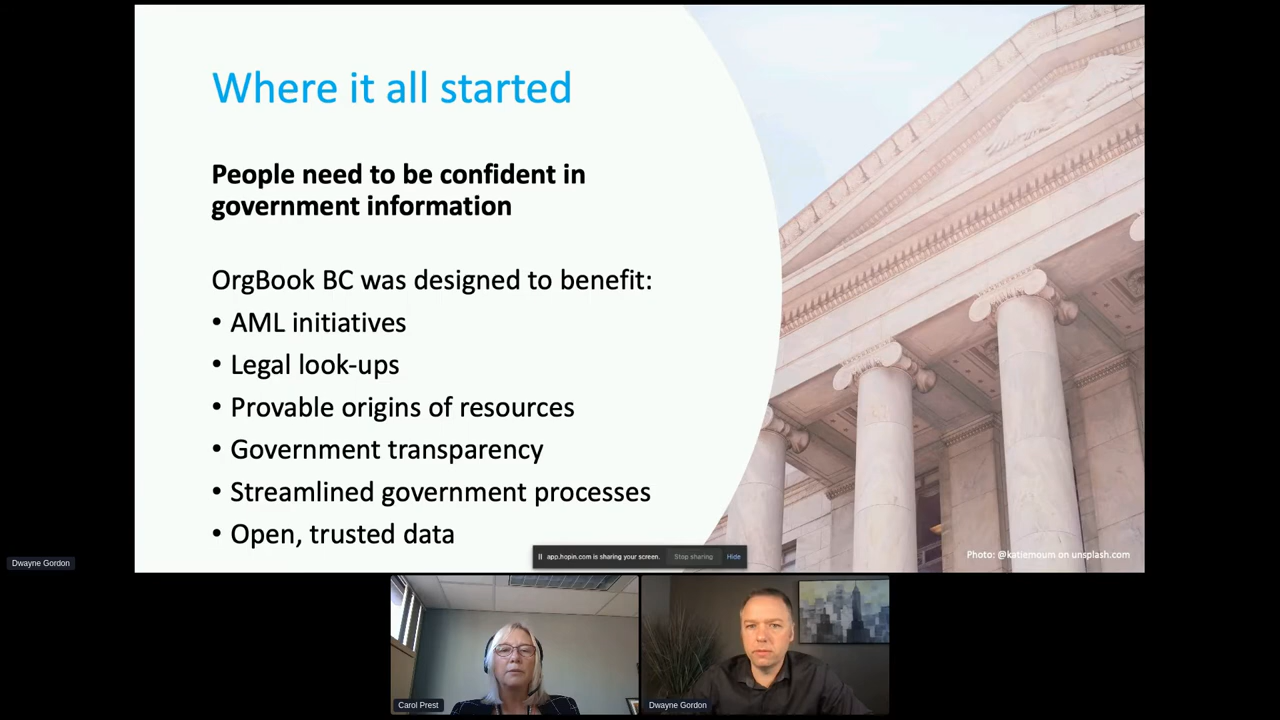 Where it all started
People need to be confident in
government information
OrgBook BC was designed to benefit:
• AML initiatives
• Legal look-ups
• Provable origins of resources
• Government transparency
• Streamlined government processes
• Open, trusted data
Photo: @katiemoum on unsplash.com
app.hopin.com is sharing your screen.
Stop sharing
Hide
Dwayne Gordon
Carol Prest
Dwayne Gordon